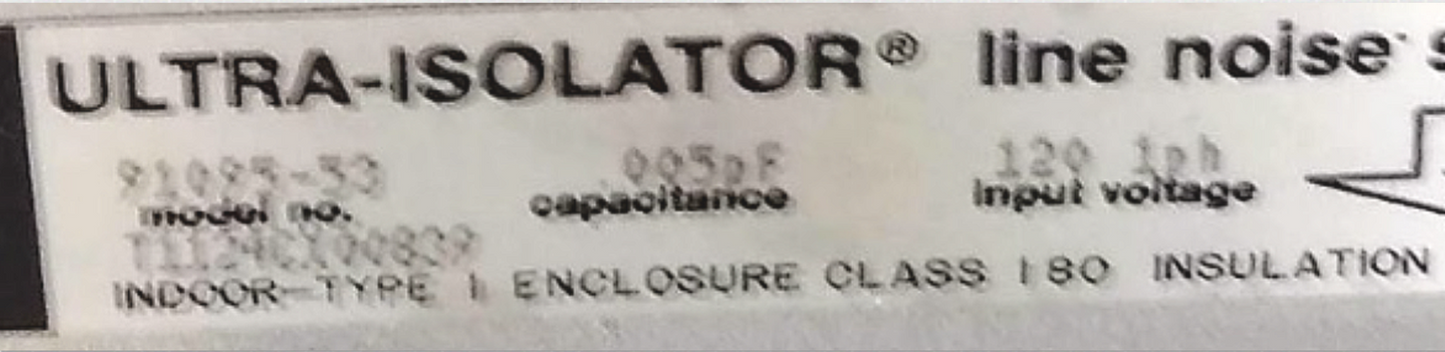 ULTRA-ISOLATOR® line noise s
91095-53 005pF 120 1ph
model no. capacitance input voltage
INDOOR-TYPE 1 ENCLOSURE CLASS 180 INSULATION